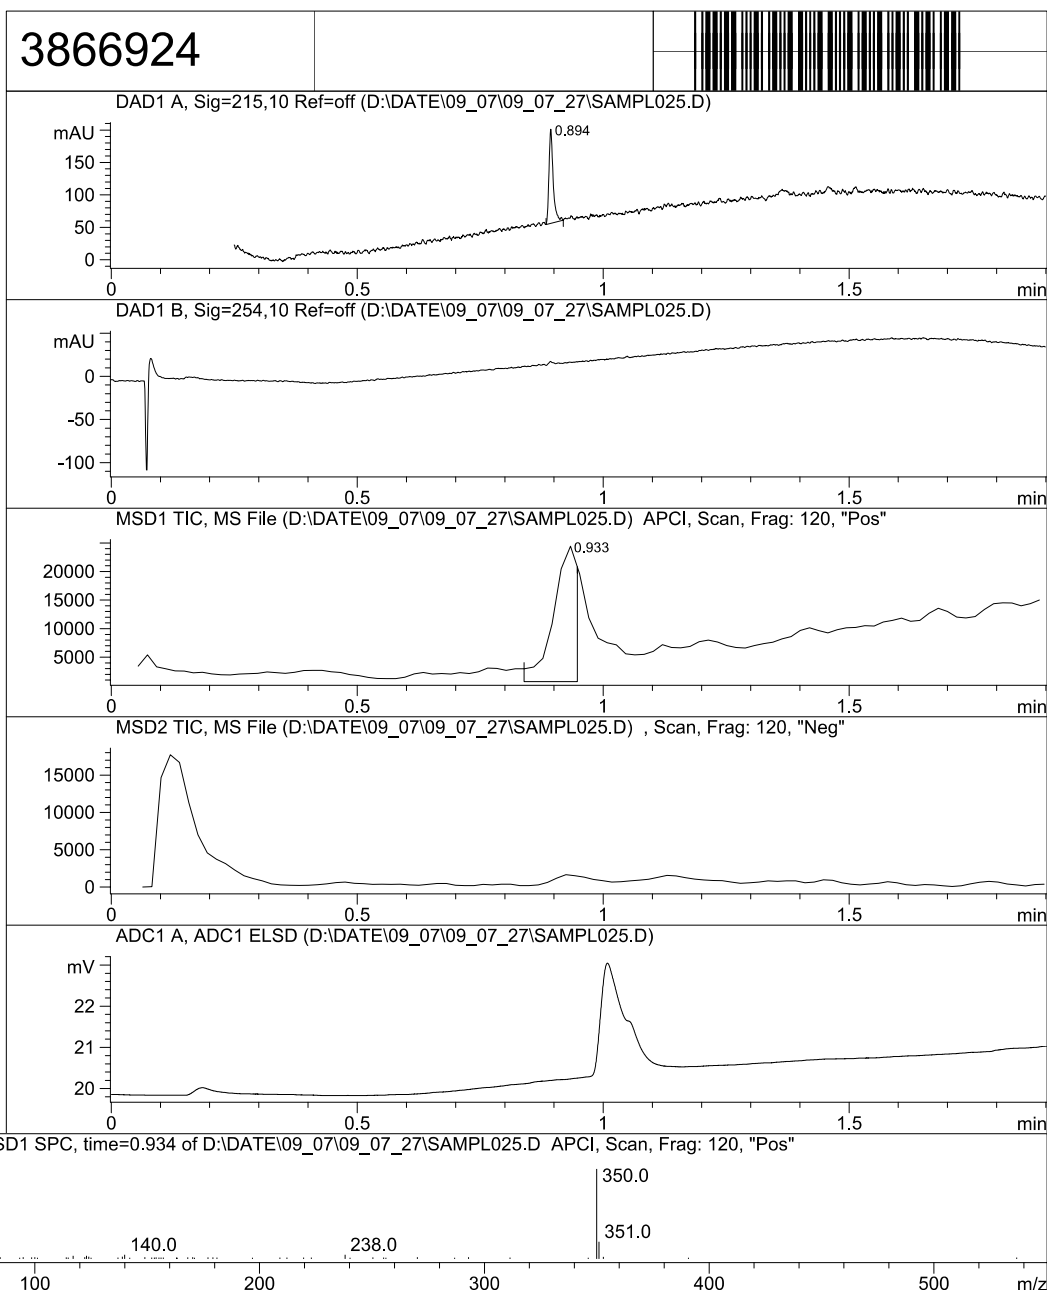 3866924
DAD1 A, Sig=215,10 Ref=off (D:\DATE\09_07\09_07_27\SAMPL025.D)
mAU
0.894
150
100
50
0
0 0.5 1 1.5 min
DAD1 B, Sig=254,10 Ref=off (D:\DATE\09_07\09_07_27\SAMPL025.D)
mAU
0
-50
-100
0 0.5 1 1.5 min
MSD1 TIC, MS File (D:\DATE\09_07\09_07_27\SAMPL025.D) APCI, Scan, Frag: 120, "Pos"
0.933
20000
15000
10000
5000
0 0.5 1 1.5 min
MSD2 TIC, MS File (D:\DATE\09_07\09_07_27\SAMPL025.D) , Scan, Frag: 120, "Neg"
15000
10000
5000
0
0 0.5 1 1.5 min
ADC1 A, ADC1 ELSD (D:\DATE\09_07\09_07_27\SAMPL025.D)
mV
22
21
20
0 0.5 1 1.5 min
SD1 SPC, time=0.934 of D:\DATE\09_07\09_07_27\SAMPL025.D APCI, Scan, Frag: 120, "Pos"
350.0
351.0
140.0 238.0
100 200 300 400 500 m/z